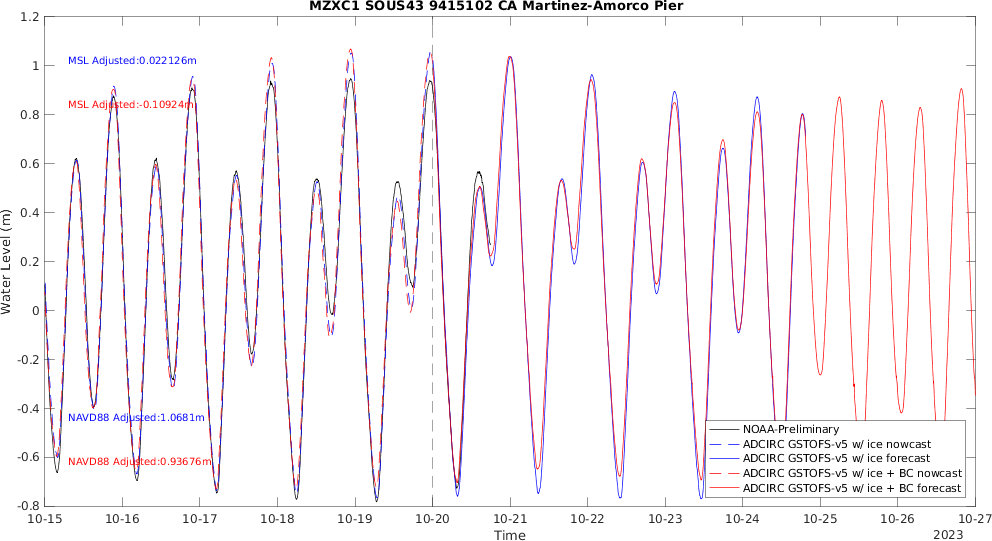 MZXC1 SOUS43 9415102 CA Martinez-Amorco Pier
1.2
1
0.8
0.6
0.4
0.2
0
-0.2
-0.4
-0.6
-0.8
Water Level (m)
MSL Adjusted:0.022126m
MSL Adjusted:-0.10924m
NAVD88 Adjusted:1.0681m
NAVD88 Adjusted:0.93676m
NOAA-Preliminary
ADCIRC GSTOFS-v5 w/ ice nowcast
ADCIRC GSTOFS-v5 w/ ice forecast
ADCIRC GSTOFS-v5 w/ ice + BC nowcast
ADCIRC GSTOFS-v5 w/ ice + BC forecast
10-15 10-16 10-17 10-18 10-19 10-20 10-21 10-22 10-23 10-24 10-25 10-26 10-27
Time
2023